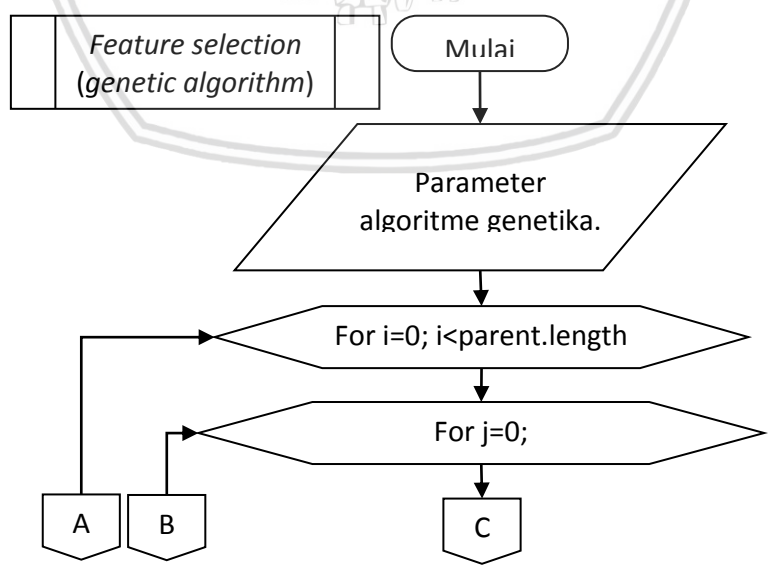 Feature selection
(genetic algorithm)
Mulai
Parameter
algoritme genetika.
For i=0; i<parent.length
For j=0;
A
B
C